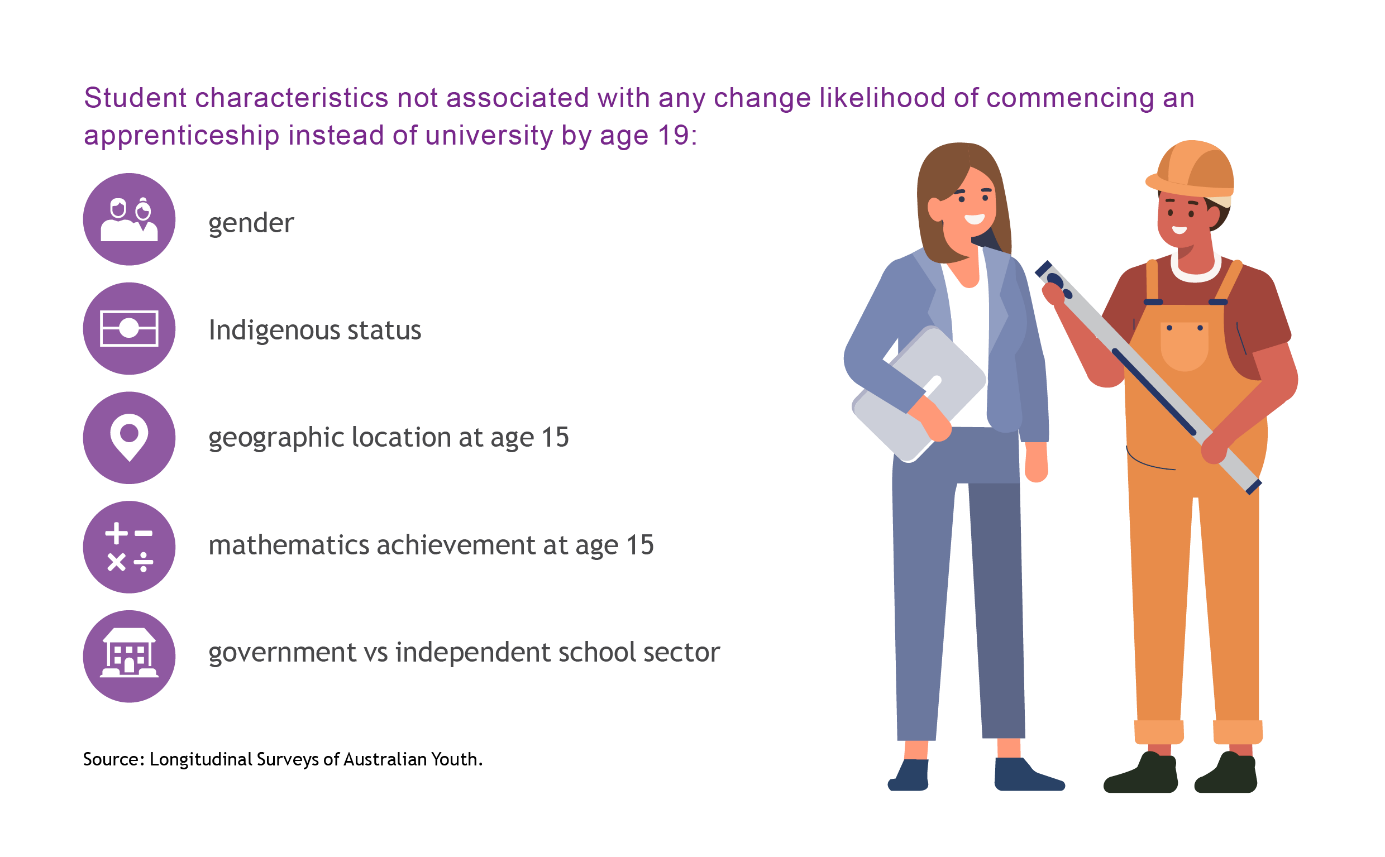 Student characteristics not associated with any change likelihood of commencing an
apprenticeship instead of university by age 19:
gender
Indigenous status
geographic location at age 15
mathematics achievement at age 15
government vs independent school sector
Source: Longitudinal Surveys of Australian Youth.